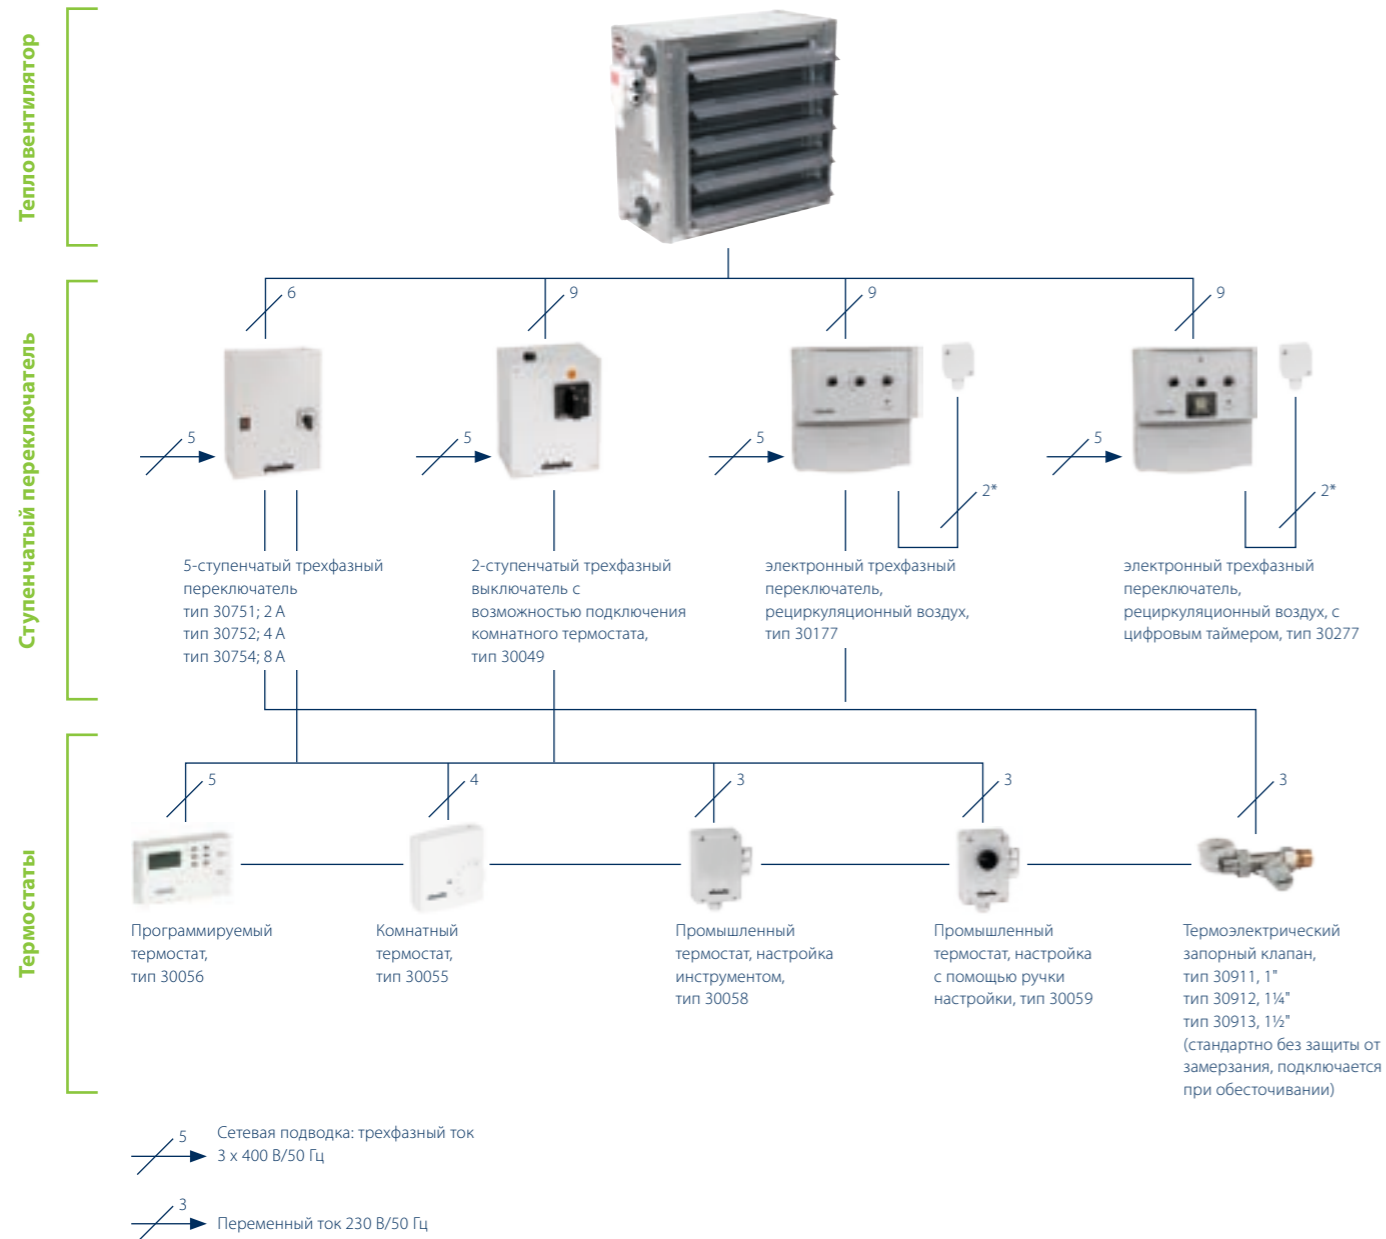 Тепловентилятор
Ступенчатый переключатель
6
9
9
9
5
5
5
5
2*
2*
5-ступенчатый трехфазный
переключатель
тип 30751; 2 А
тип 30752; 4 А
тип 30754; 8 А
2-ступенчатый трехфазный
выключатель с
возможностью подключения
комнатного термостата,
тип 30049
электронный трехфазный
переключатель,
рециркуляционный воздух,
тип 30177
электронный трехфазный
переключатель,
рециркуляционный воздух, с
цифровым таймером, тип 30277
Термостаты
5
4
3
3
3
Программируемый
термостат,
тип 30056
Комнатный
термостат,
тип 30055
Промышленный
термостат, настройка
инструментом,
тип 30058
Промышленный
термостат, настройка
с помощью ручки
настройки, тип 30059
Термоэлектрический
запорный клапан,
тип 30911, 1"
тип 30912, 1¼"
тип 30913, 1½"
(стандартно без защиты от
замерзания, подключается
при обесточивании)
5
Сетевая подводка: трехфазный ток
3 x 400 В/50 Гц
3
Переменный ток 230 В/50 Гц